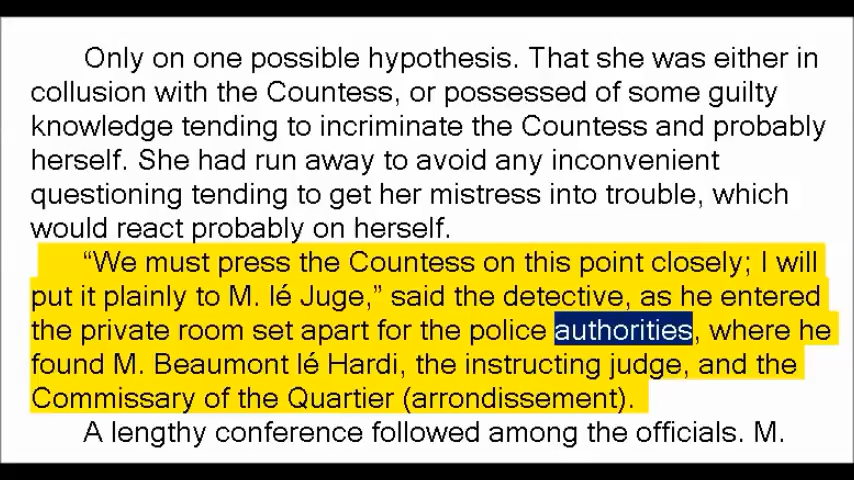 Only on one possible hypothesis. That she was either in
collusion with the Countess, or possessed of some guilty
knowledge tending to incriminate the Countess and probably
herself. She had run away to avoid any inconvenient
questioning tending to get her mistress into trouble, which
would react probably on herself.
“We must press the Countess on this point closely; I will
put it plainly to M. lé Juge,” said the detective, as he entered
the private room set apart for the police authorities, where he
found M. Beaumont lé Hardi, the instructing judge, and the
Commissary of the Quartier (arrondissement).
A lengthy conference followed among the officials. M.